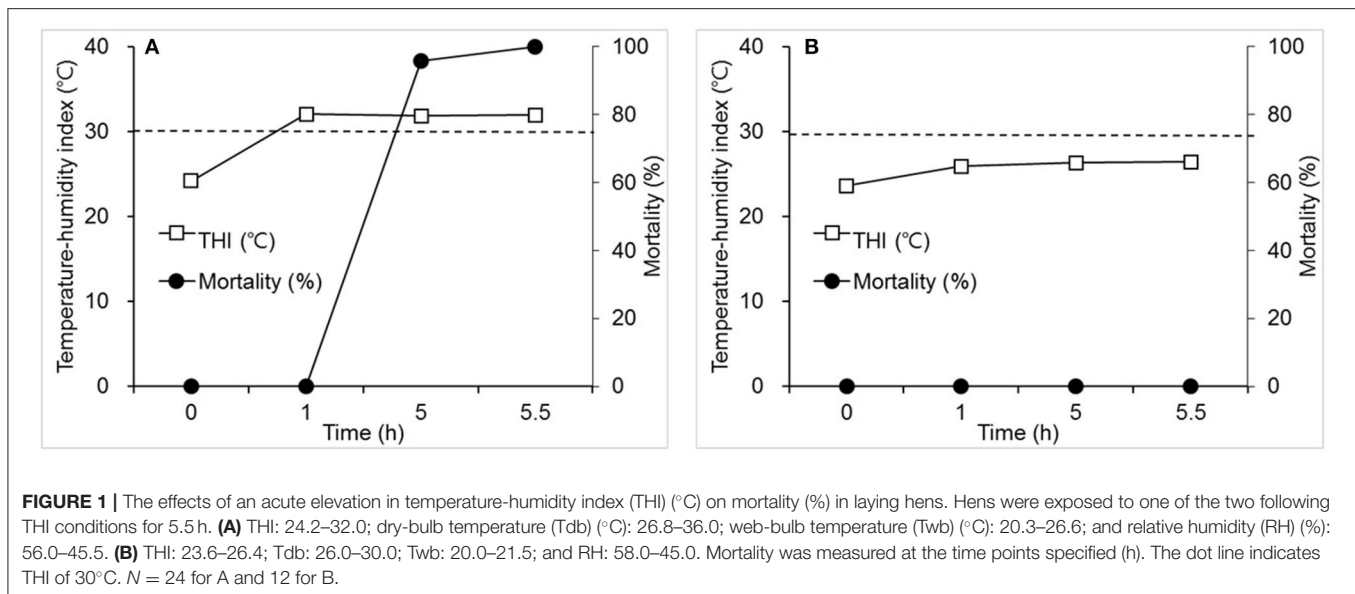 A
40
30
20
10
0
Temperature-humidity index (°C)
100
80
60
40
20
0
Mortality (%)
THI (°C)
Mortality (%)
0 1 5 5.5
Time (h)
B
40
30
20
10
0
Temperature-humidity index (°C)
100
80
60
40
20
0
Mortality (%)
THI (°C)
Mortality (%)
0 1 5 5.5
Time (h)
FIGURE 1 | The effects of an acute elevation in temperature-humidity index (THI) (°C) on mortality (%) in laying hens. Hens were exposed to one of the two following
THI conditions for 5.5 h. (A) THI: 24.2–32.0; dry-bulb temperature (Tdb) (°C): 26.8–36.0; web-bulb temperature (Twb) (°C): 20.3–26.6; and relative humidity (RH) (%):
56.0–45.5. (B) THI: 23.6–26.4; Tdb: 26.0–30.0; Twb: 20.0–21.5; and RH: 58.0–45.0. Mortality was measured at the time points specified (h). The dot line indicates
THI of 30°C. N = 24 for A and 12 for B.